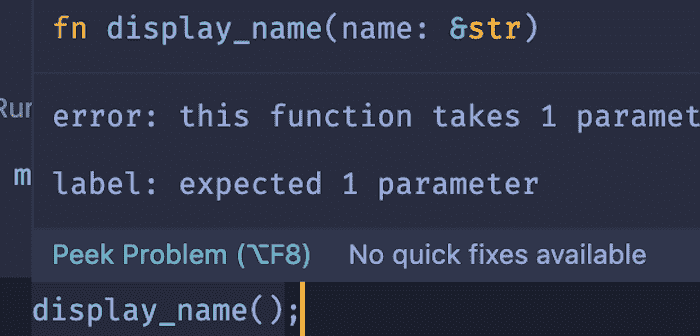 fn display_name(name: &str)
error: this function takes 1 paramet
Rur
m
label: expected 1 parameter
Peek Problem (⌥F8) No quick fixes available
display_name();